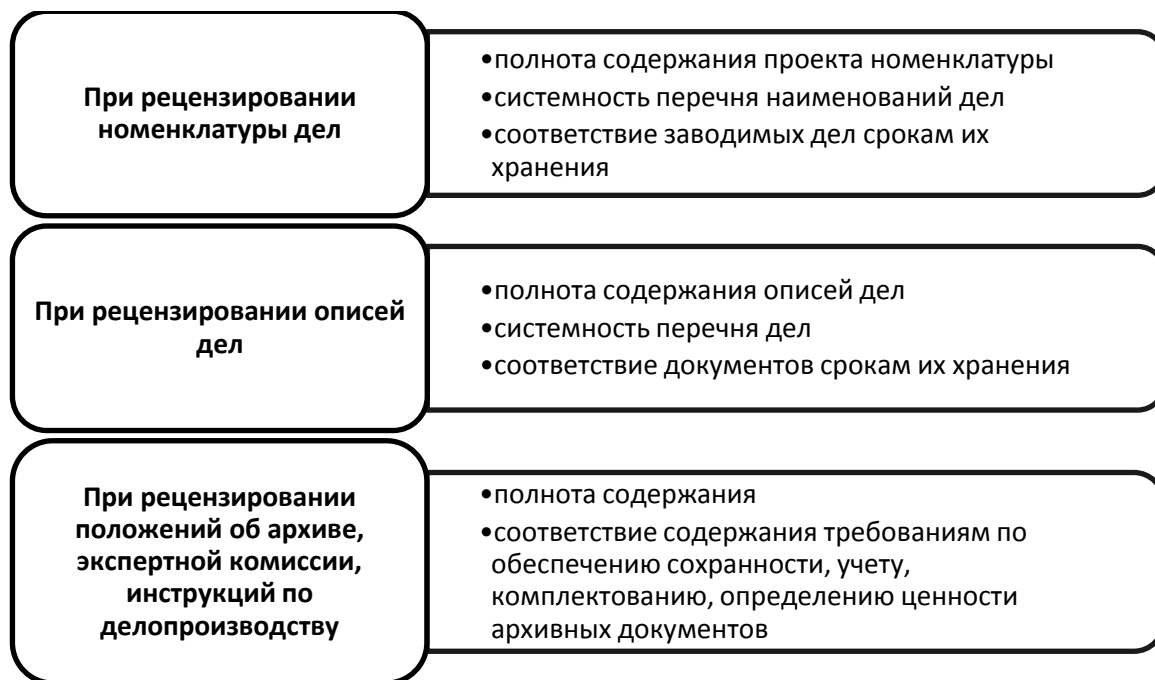 При рецензировании
номенклатуры дел
•полнота содержания проекта номенклатуры
•системность перечня наименований дел
•соответствие заводимых дел срокам их
хранения
При рецензировании описей
дел
•полнота содержания описей дел
•системность перечня дел
•соответствие документов срокам их хранения
При рецензировании
положений об архиве,
экспертной комиссии,
инструкций по
делопроизводству
•полнота содержания
•соответствие содержания требованиям по
обеспечению сохранности, учету,
комплектованию, определению ценности
архивных документов